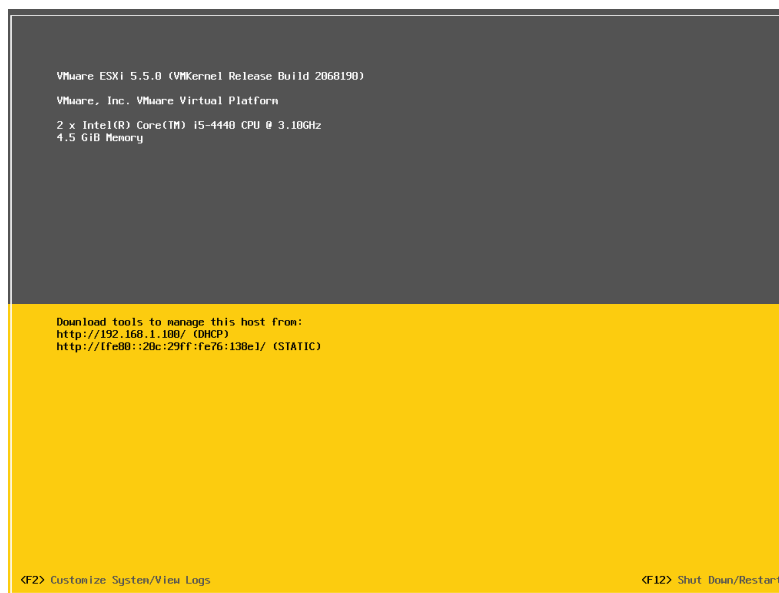 VMware ESXi 5.5.0 (VMKernel Release Build 2068190)
VMware, Inc. VMware Virtual Platform
2 x Intel(R) Core(TM) i5-4440 CPU @ 3.10GHz
4.5 GiB Memory
Download tools to manage this host from:
http://192.168.1.100/ (DHCP)
http://[fe80::20c:29ff:fe76:138e]/ (STATIC)
<F2> Customize System/View Logs
<F12> Shut Down/Restart